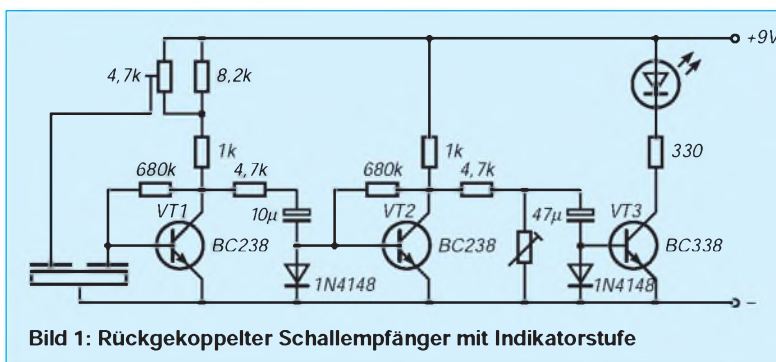 +9V
4,7k
8,2k
1k
1k
330
680k
4,7k
680k
4,7k
VT1
10µ
VT2
47µ
VT3
BC238
BC238
BC338
1N4148
1N4148
–
Bild 1: Rückgekoppelter Schallempfänger mit Indikatorstufe